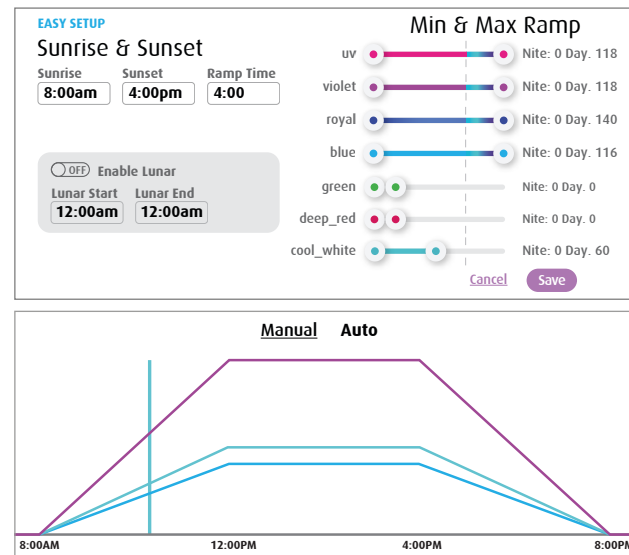 EASY SETUP
Sunrise & Sunset
Sunrise Sunset Ramp Time
8:00am 4:00pm 4:00
OFF Enable Lunar
Lunar Start Lunar End
12:00am 12:00am
Min & Max Ramp
uv Nite: 0 Day. 118
violet Nite: 0 Day. 118
royal Nite: 0 Day. 140
blue Nite: 0 Day. 116
green Nite: 0 Day. 0
deep_red Nite: 0 Day. 0
cool_white Nite: 0 Day. 60
Cancel Save
Manual Auto
8:00AM 12:00PM 4:00PM 8:00PM